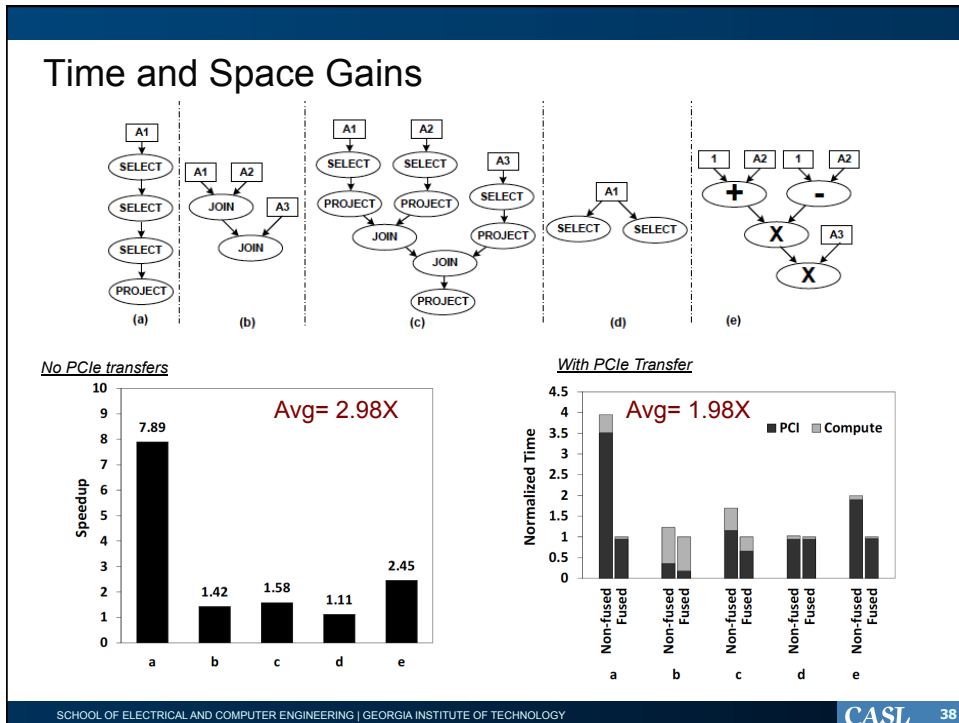 Time and Space Gains
A1
SELECT
SELECT
SELECT
PROJECT
(a)
A1 A2
JOIN A3
JOIN
(b)
A1 A2
SELECT SELECT A3
PROJECT PROJECT SELECT
JOIN PROJECT
JOIN
PROJECT
(c)
A1
SELECT SELECT
(d)
1 A2 1 A2
+ -
X A3
X
(e)
No PCIe transfers
Avg= 2.98X
Speedup
10
9
8
7
6
5
4
3
2
1
0
7.89
1.42
1.58
1.11
2.45
a b c d e
With PCIe Transfer
Avg= 1.98X
PCI Compute
Normalized Time
4.5
4
3.5
3
2.5
2
1.5
1
0.5
0
Non-fused
Fused
Non-fused
Fused
Non-fused
Fused
Non-fused
Fused
Non-fused
Fused
a b c d e
SCHOOL OF ELECTRICAL AND COMPUTER ENGINEERING | GEORGIA INSTITUTE OF TECHNOLOGY
CASL 38